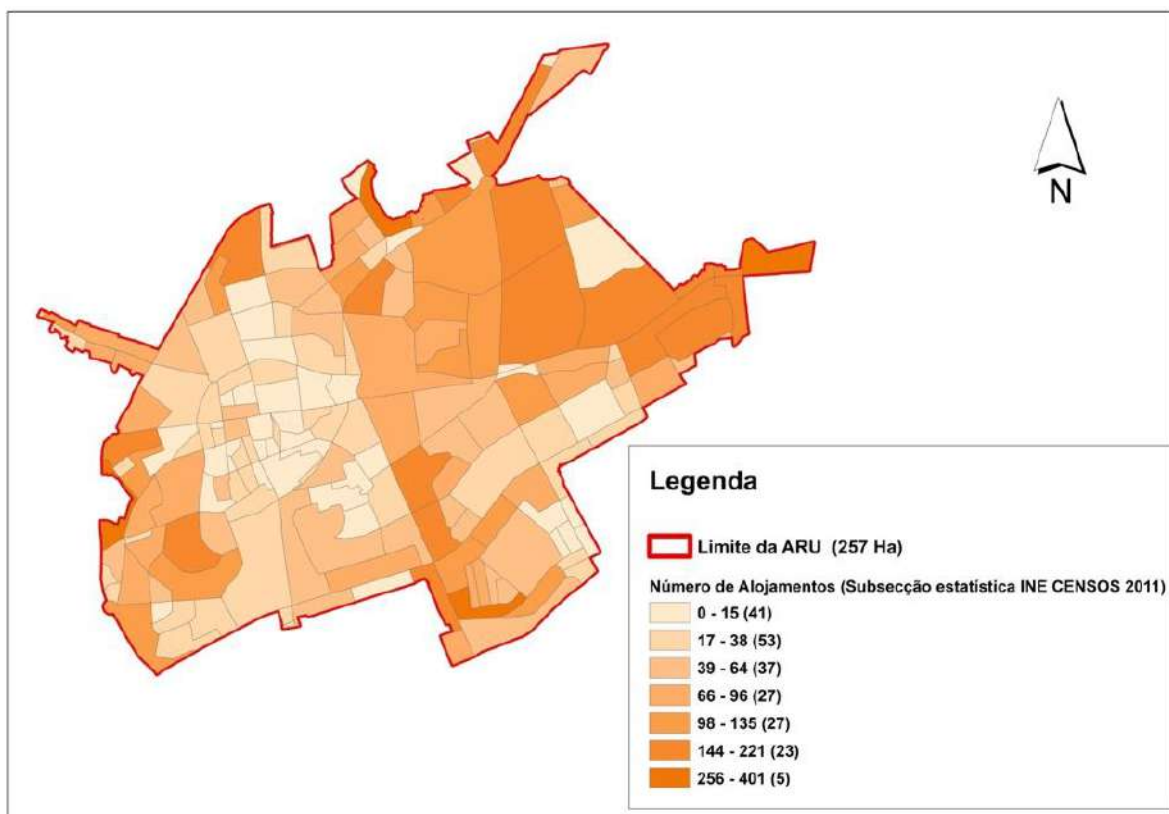 N
Legenda
Limite da ARU (257 Ha)
Número de Alojamentos (Subsecção estatística INE CENSOS 2011)
0 - 15 (41)
17 - 38 (53)
39 - 64 (37)
66 - 96 (27)
98 - 135 (27)
144 - 221 (23)
256 - 401 (5)